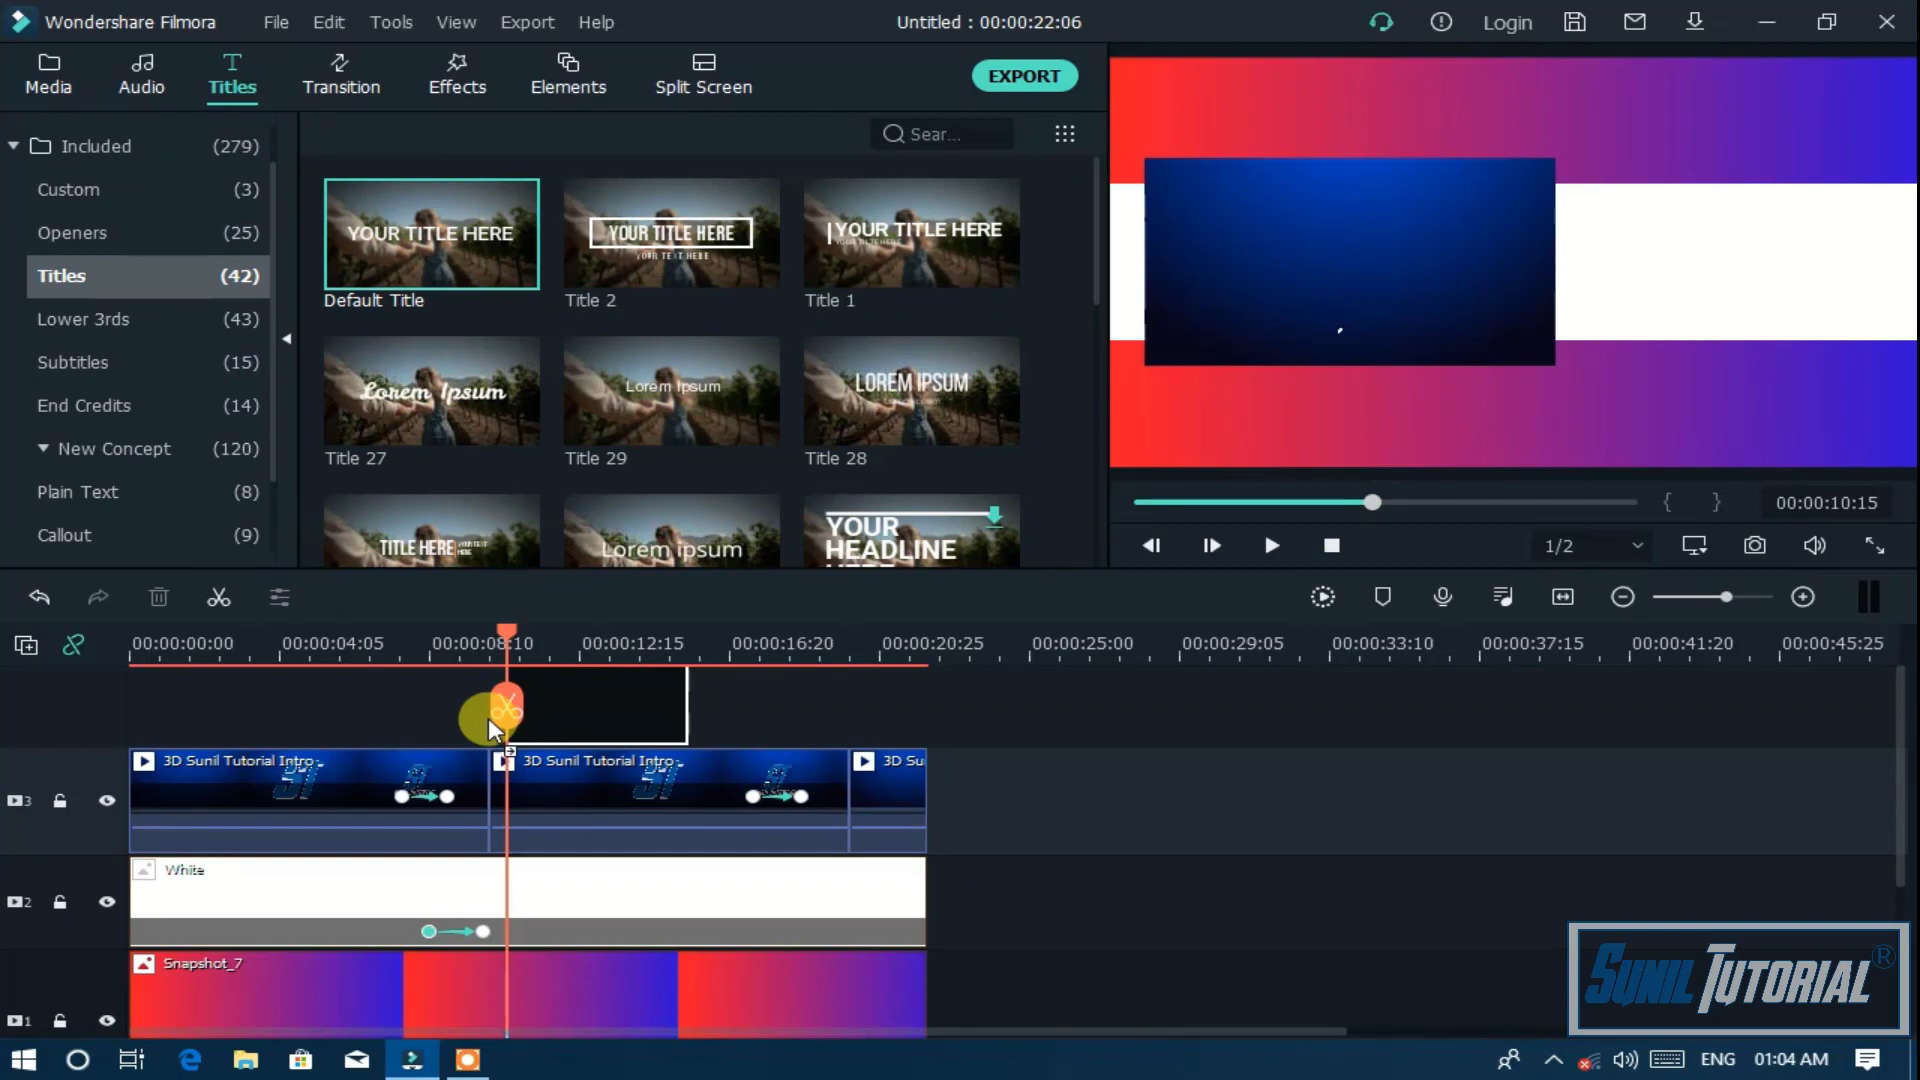 Wondershare Filmora
File
Edit
Tools
View
Export
Help
Untitled : 00:00:22:06
Login
Media
Audio
Titles
Transition
Effects
Elements
Split Screen
EXPORT
Included (279)
Custom (3)
Openers (25)
Titles (42)
Lower 3rds (43)
Subtitles (15)
End Credits (14)
New Concept (120)
Plain Text (8)
Callout (9)
Sear...
YOUR TITLE HERE
Default Title
YOUR TITLE HERE
YOUR TEXT HERE
Title 2
YOUR TITLE HERE
Title 1
Lorem Ipsum
Title 27
Lorem Ipsum
Title 29
LOREM IPSUM
Title 28
TITLE HERE
Lorem ipsum
YOUR
HEADLINE
HERE
00:00:10:15
1/2
00:00:00:00
00:00:04:05
00:00:08:10
00:00:12:15
00:00:16:20
00:00:20:25
00:00:25:00
00:00:29:05
00:00:33:10
00:00:37:15
00:00:41:20
00:00:45:25
3D Sunil Tutorial Intro-
3D Sunil Tutorial Intro-
3D Su
3
White
2
Snapshot_7
1
SUNIL TUTORIAL®
ENG
01:04 AM